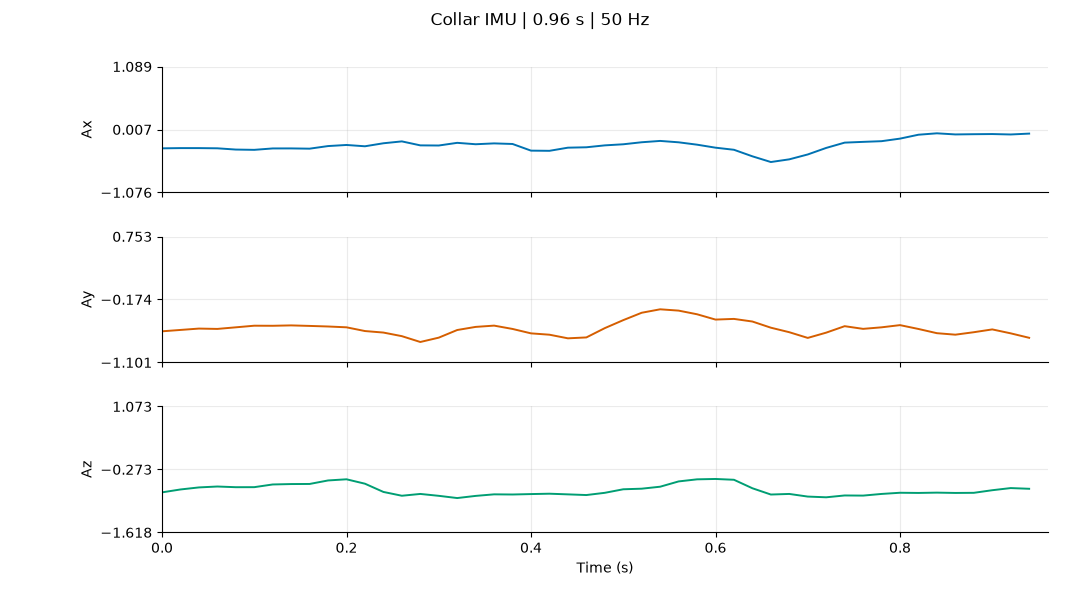 Collar IMU | 0.96 s | 50 Hz
1.089
0.007
−1.076
Ax
0.753
−0.174
−1.101
Ay
1.073
−0.273
−1.618
Az
0.0 0.2 0.4 0.6 0.8
Time (s)